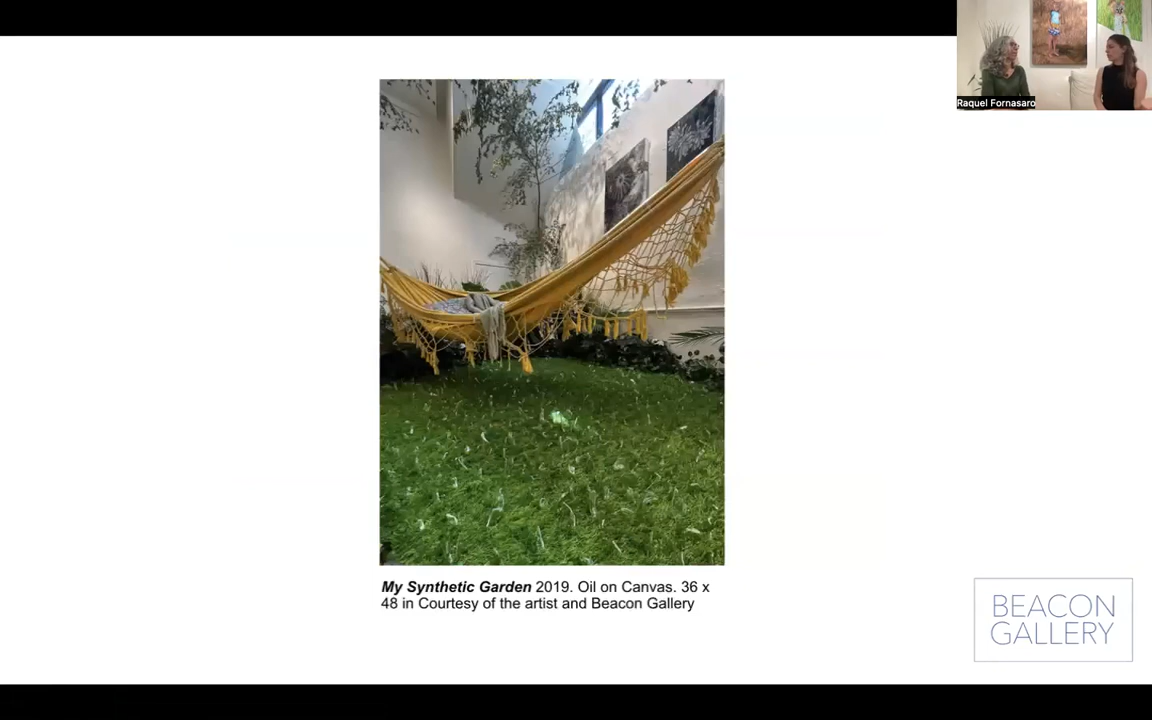 Raquel Fornasaro
My Synthetic Garden 2019. Oil on Canvas. 36 x
48 in Courtesy of the artist and Beacon Gallery
BEACON
GALLERY